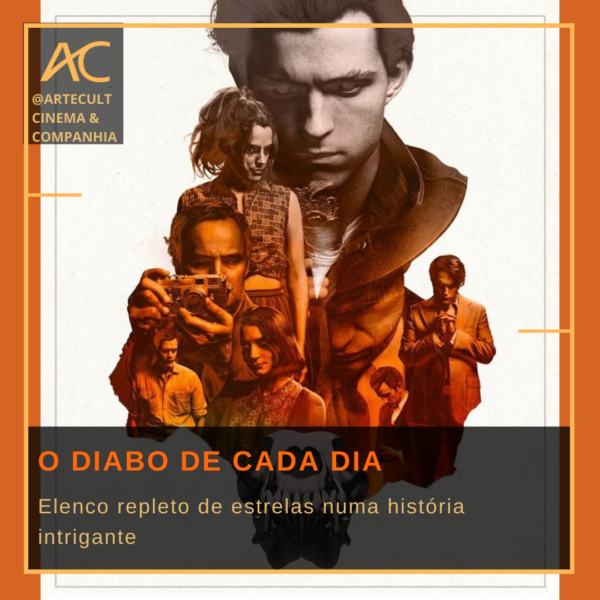 AC
@ARTECULT
CINEMA &
COMPANHIA
O DIABO DE CADA DIA
Elenco repleto de estrelas numa história
intrigante